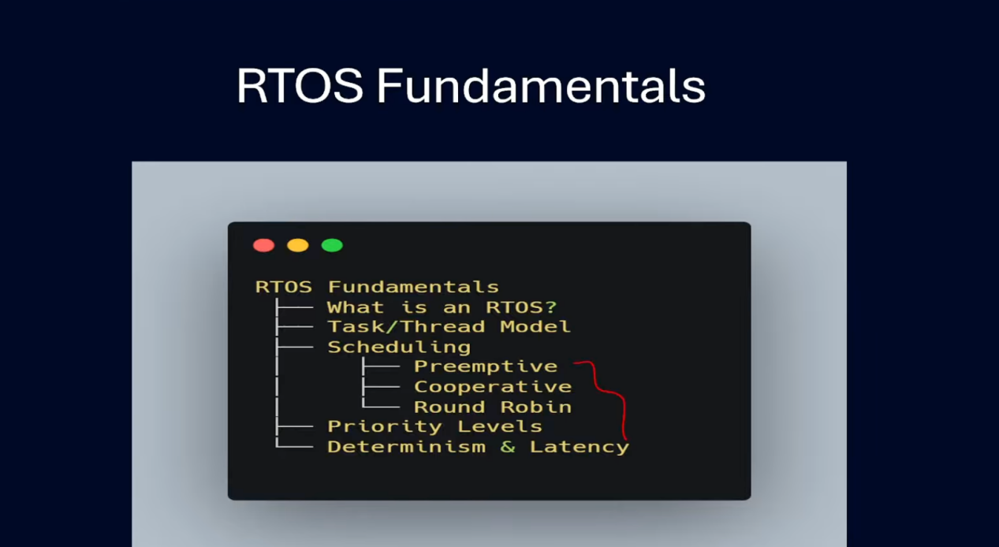 RTOS Fundamentals
RTOS Fundamentals
├── What is an RTOS?
├── Task/Thread Model
├── Scheduling
│     ├── Preemptive
│     ├── Cooperative
│     └── Round Robin
├── Priority Levels
└── Determinism & Latency